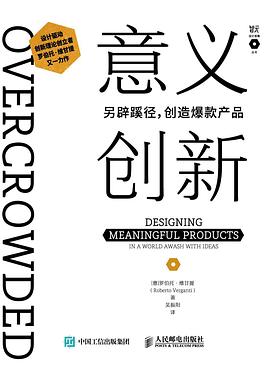 OVERCROWDED
设计驱动
创新理论创立者
罗伯托·维甘提
又一力作
意义
另辟蹊径，创造爆款产品
创新
DESIGNING
MEANINGFUL PRODUCTS
IN A WORLD AWASH WITH IDEAS
[意]罗伯托·维甘提
(Roberto Verganti)
著
吴振阳
译
中国工信出版集团
人民邮电出版社